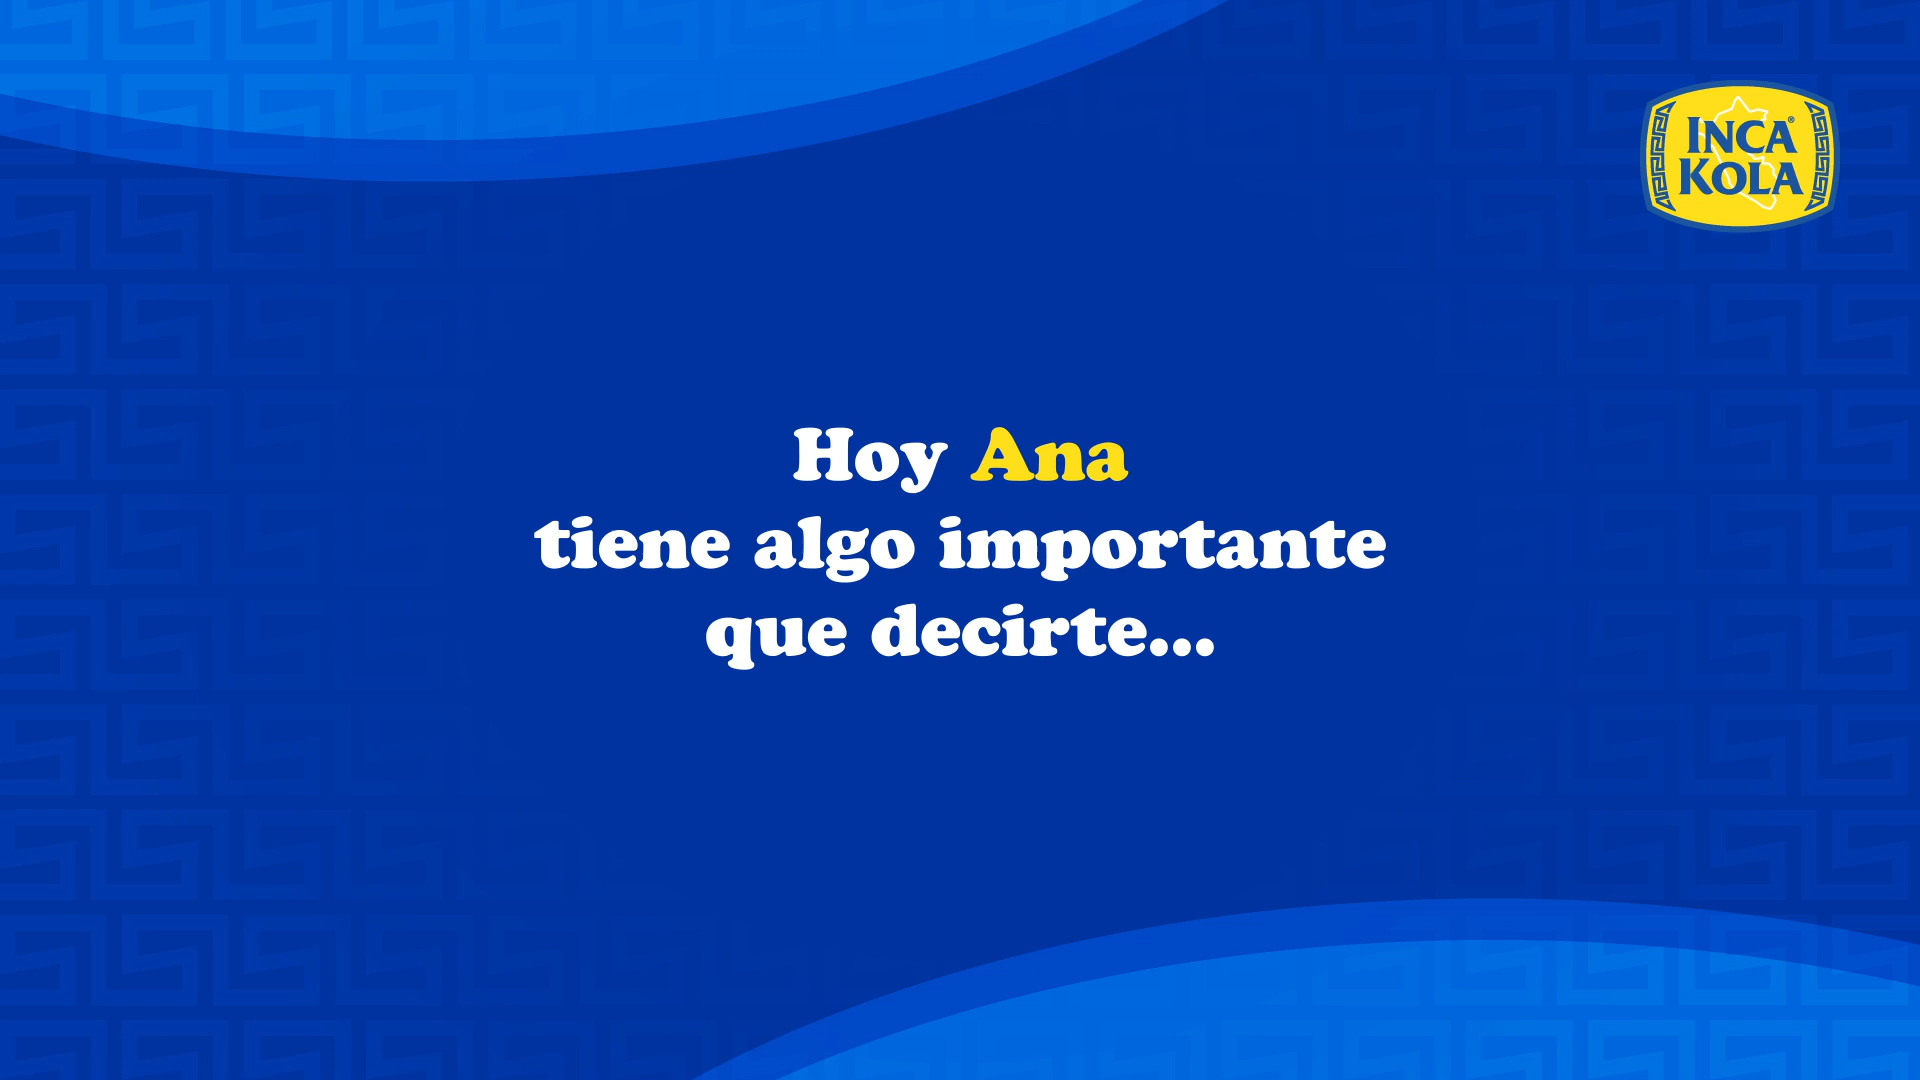 INCA
KOLA®
Hoy Ana
tiene algo importante
que decirte...